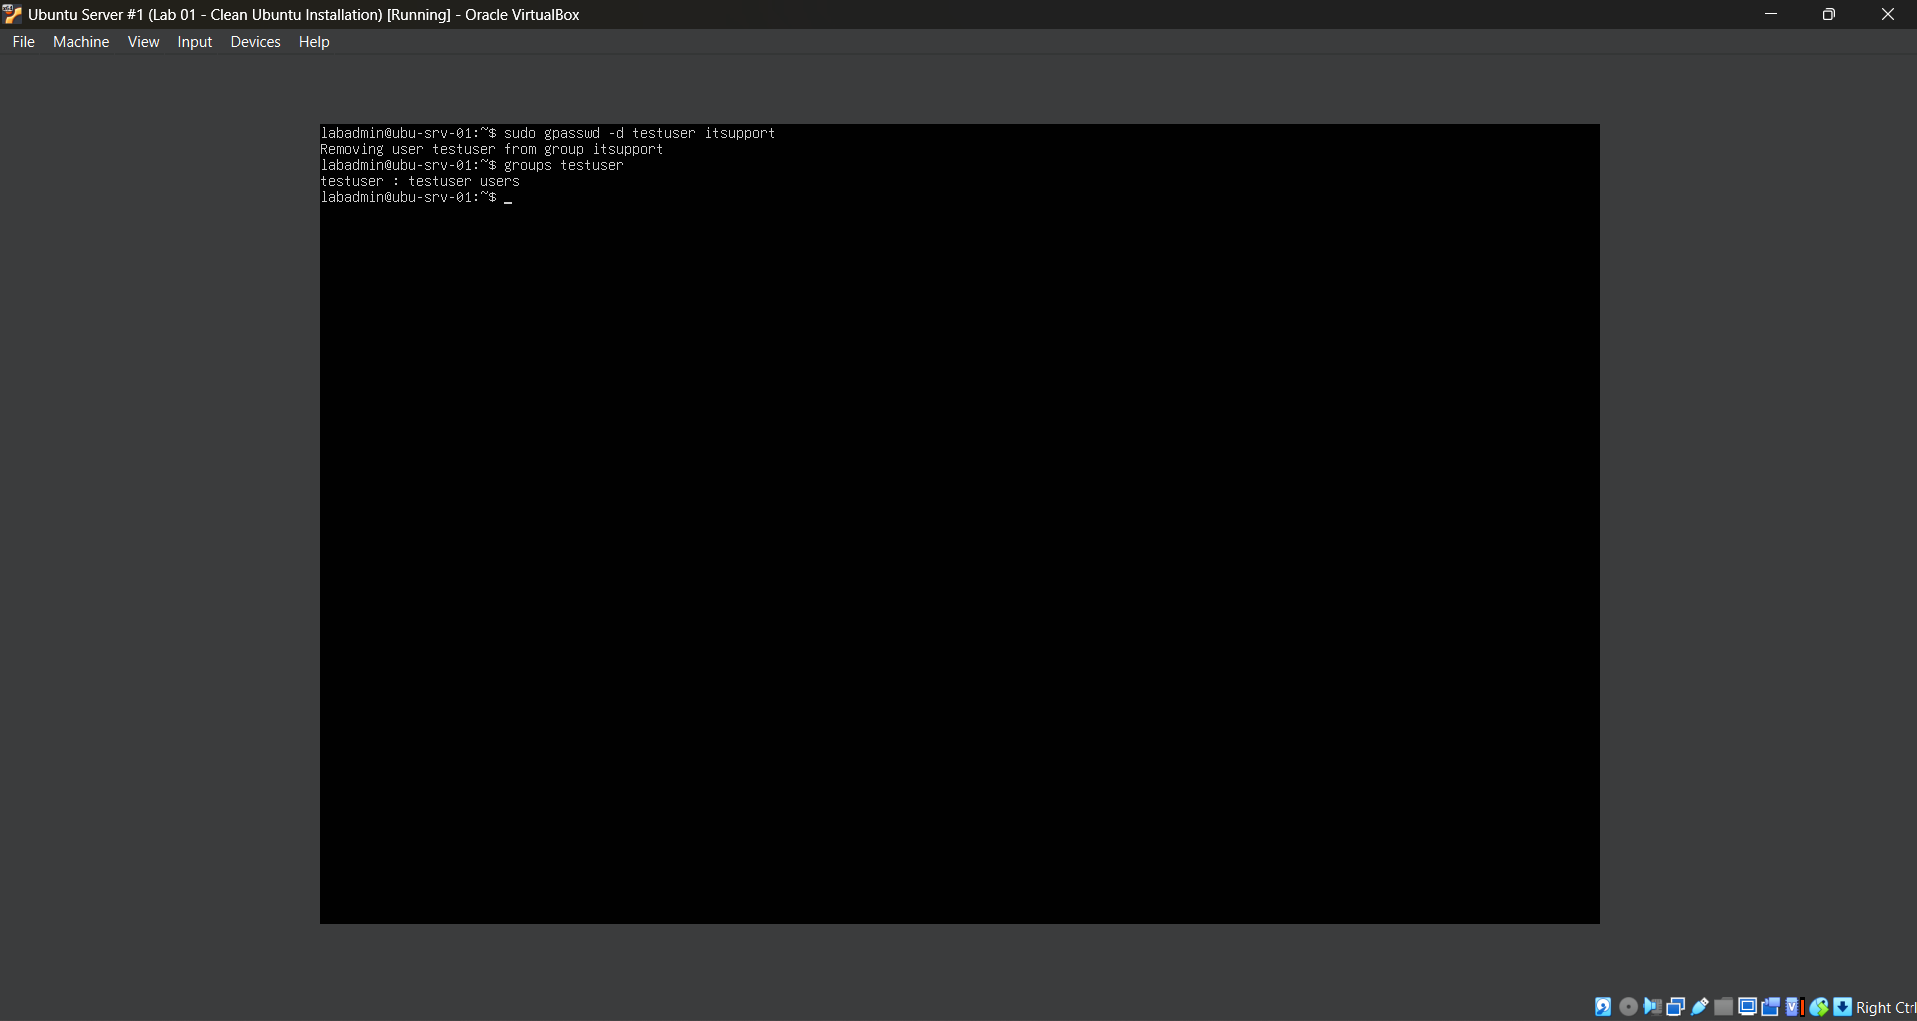 Ubuntu Server #1 (Lab 01 - Clean Ubuntu Installation) [Running] - Oracle VirtualBox
File Machine View Input Devices Help
labadmin@ubu-srv-01:~$ sudo gpasswd -d testuser itsupport
Removing user testuser from group itsupport
labadmin@ubu-srv-01:~$ groups testuser
testuser : testuser users
labadmin@ubu-srv-01:~$ _
Right Ctrl